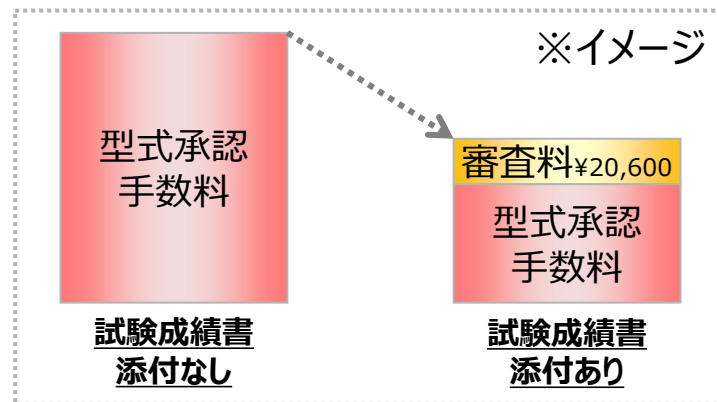 ※イメージ
型式承認
手数料
審査料¥20,600
型式承認
手数料
試験成績書
添付なし
試験成績書
添付あり